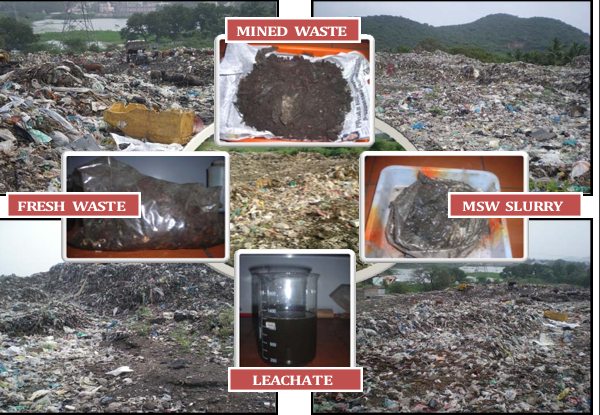 MINED WASTE
FRESH WASTE
MSW SLURRY
LEACHATE